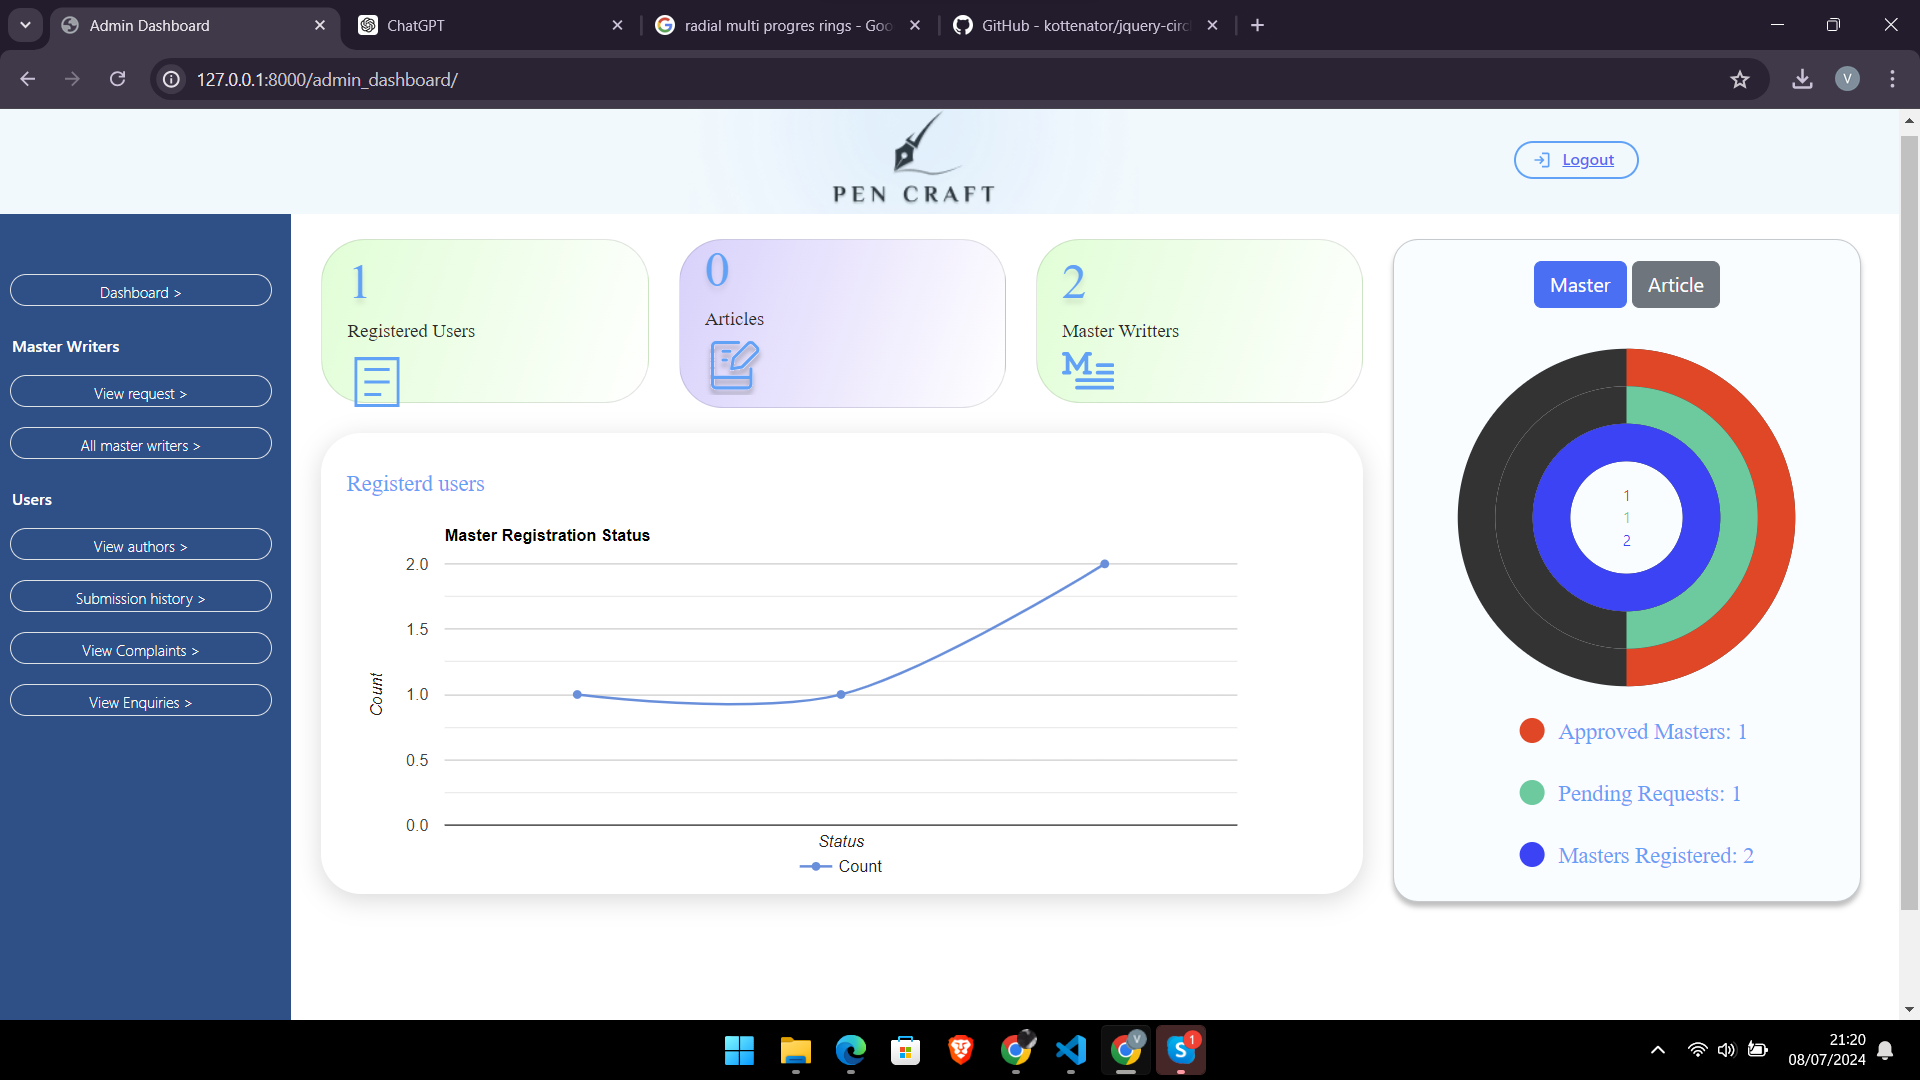 Admin Dashboard
ChatGPT
radial multi progres rings - Goo
GitHub - kottenator/jquery-circ
127.0.0.1:8000/admin_dashboard/
V
PEN CRAFT
Logout
Dashboard >
Master Writers
View request >
All master writers >
Users
View authors >
Submission history >
View Complaints >
View Enquiries >
1
Registered Users
0
Articles
2
Master Writters
M
Registerd users
Master Registration Status
2.0
1.5
1.0
0.5
0.0
Count
Status
Count
Master
Article
1
1
2
Approved Masters: 1
Pending Requests: 1
Masters Registered: 2
V
S
1
21:20
08/07/2024